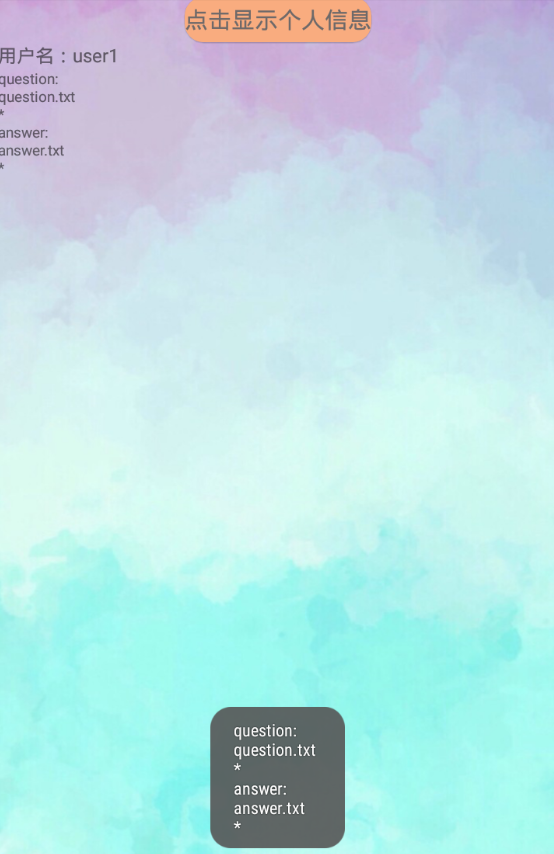 点击显示个人信息
用户名：user1
question:
question.txt
*
answer:
answer.txt
*
question:
question.txt
*
answer:
answer.txt
*